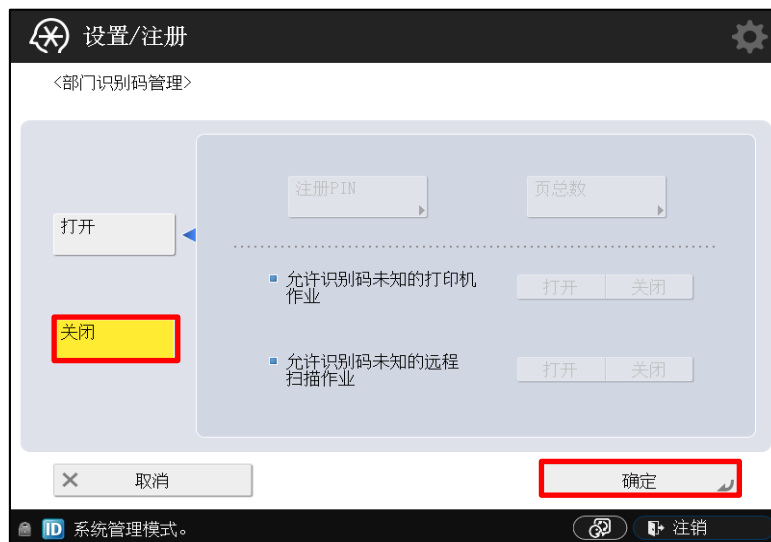 设置/注册
<部门识别码管理>
注册PIN
页总数
打开
允许识别码未知的打印机
作业
打开
关闭
关闭
允许识别码未知的远程
扫描作业
打开
关闭
取消
确定
ID
系统管理模式。
注销